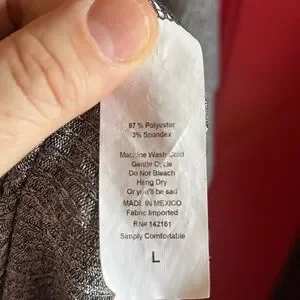 97 % Polyester
3% Spandex
Machine Wash Cold
Gentle Cycle
Do Not Bleach
Hang Dry
Or you'll be sad
MADE IN MEXICO
Fabric Imported
RN# 142161
Simply Comfortable
L